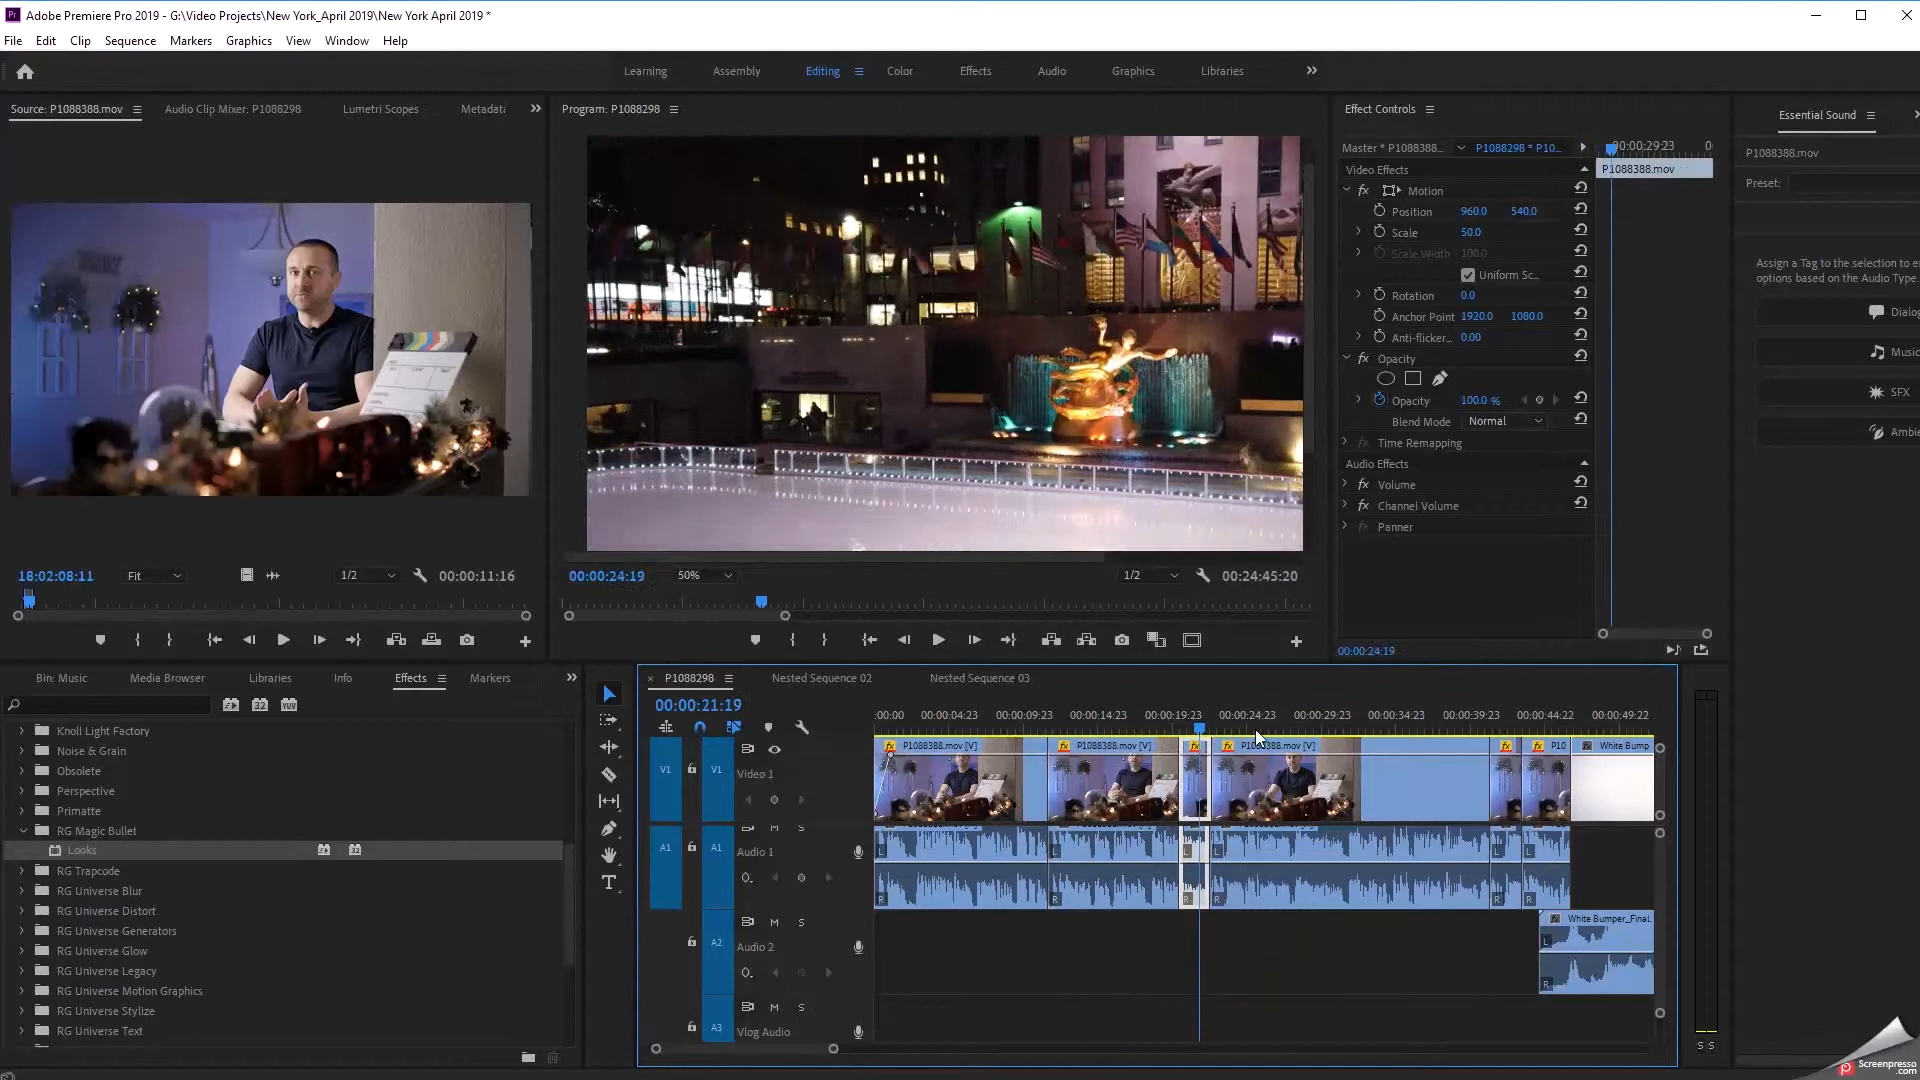 Adobe Premiere Pro 2019 - G:\Video Projects\New York_April 2019\New York April 2019 *
File Edit Clip Sequence Markers Graphics View Window Help
Learning Assembly Editing Color Effects Audio Graphics Libraries
Source: P1088388.mov Audio Clip Mixer: P1088298 Lumetri Scopes Metadata
Program: P1088298
Effect Controls
Essential Sound
Master * P1088388... P1088298 * P10...
00:00:29:23 0
P1088388.mov
P1088388.mov
Preset:
Video Effects
Motion
Position 960.0 540.0
Scale 50.0
Scale Width 100.0
Uniform Sc...
Rotation 0.0
Anchor Point 1920.0 1080.0
Anti-flicker... 0.00
Opacity
Opacity 100.0 %
Blend Mode Normal
Time Remapping
Audio Effects
Volume
Channel Volume
Panner
00:00:24:19
Assign a Tag to the selection to e
options based on the Audio Type.
Dialog
Music
SFX
Ambie
18:02:08:11 Fit 1/2 00:00:11:16
00:00:24:19 50% 1/2 00:24:45:20
Bin: Music Media Browser Libraries Info Effects Markers
Knoll Light Factory
Noise & Grain
Obsolete
Perspective
Primatte
RG Magic Bullet
Looks
RG Trapcode
RG Universe Blur
RG Universe Distort
RG Universe Generators
RG Universe Glow
RG Universe Legacy
RG Universe Motion Graphics
RG Universe Stylize
RG Universe Text
P1088298 Nested Sequence 02 Nested Sequence 03
00:00:21:19
:00:00 00:00:04:23 00:00:09:23 00:00:14:23 00:00:19:23 00:00:24:23 00:00:29:23 00:00:34:23 00:00:39:23 00:00:44:22 00:00:49:22
P1088388.mov [V] P1088388.mov [V] P1088388.mov [V] P10 White Bump
V1 V1 Video 1
A1 A1 M S
Audio 1
L L L L L L
R R R R R R
A2 M S
Audio 2
White Bumper_Final.
L
R
A3 M S
Vlog Audio
S S
Screenpresso
.com